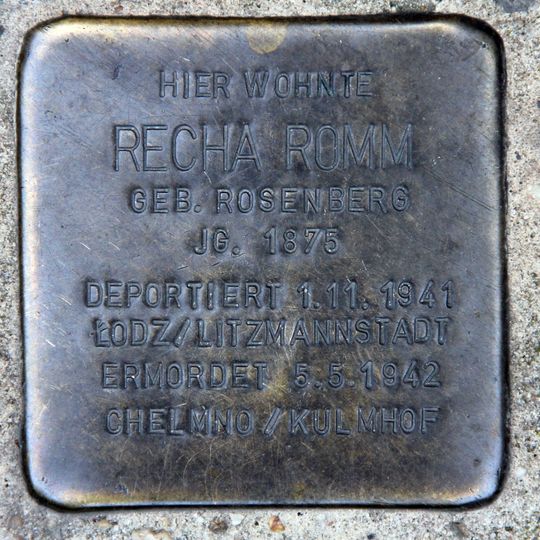 HIER WOHNTE
RECHA ROMM
GEB. ROSENBERG
JG. 1875
DEPORTIERT 1.11.1941
ŁODZ/LITZMANNSTADT
ERMORDET 5.5.1942
CHELMNO/KULMHOF